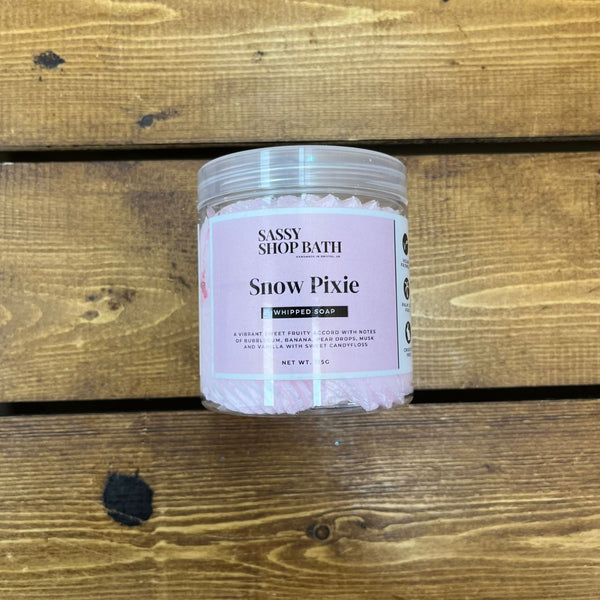 SASSY
SHOP BATH
HANDMADE IN BRISTOL, UK
Snow Pixie
WHIPPED SOAP
A VIBRANT SWEET FRUITY ACCORD WITH NOTES
OF BUBBLEGUM, BANANA, PEAR DROPS, MUSK
AND VANILLA WITH SWEET CANDYFLOSS
NET WT.